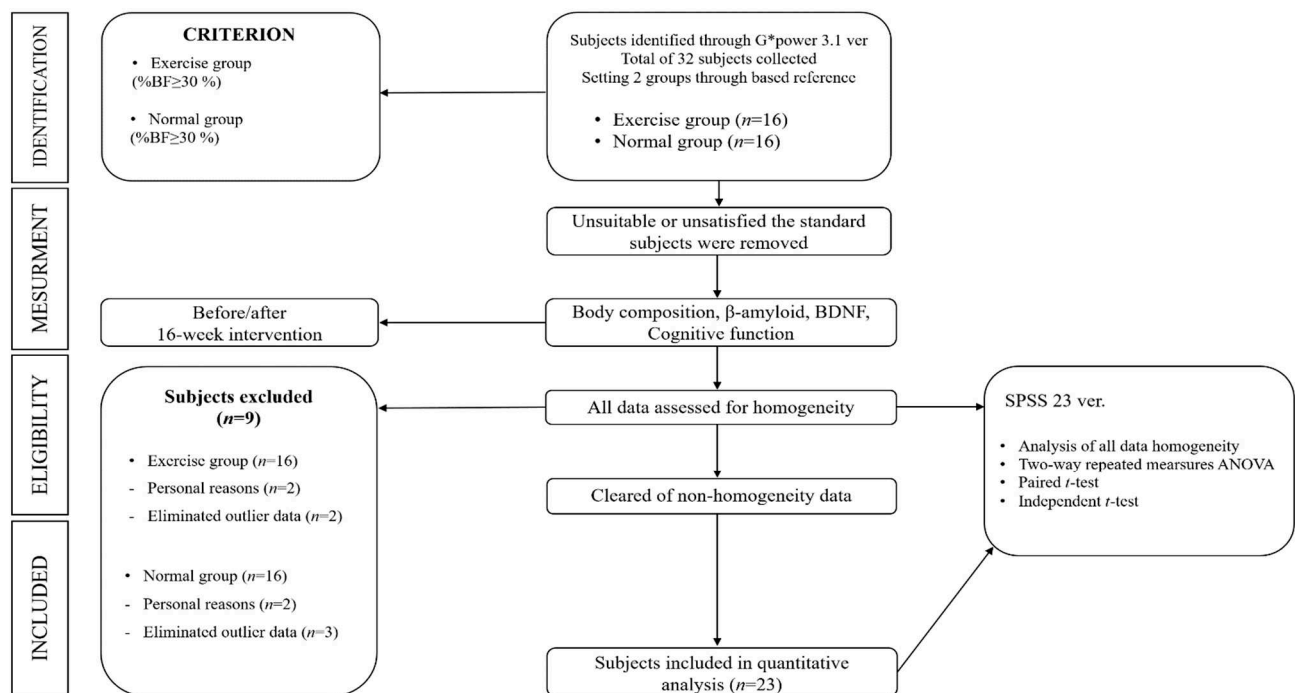 IDENTIFICATION
CRITERION
• Exercise group
(%BF≥30 %)
• Normal group
(%BF≥30 %)
Subjects identified through G*power 3.1 ver
Total of 32 subjects collected
Setting 2 groups through based reference
• Exercise group (n=16)
• Normal group (n=16)
MESURMENT
Unsuitable or unsatisfied the standard
subjects were removed
Before/after
16-week intervention
Body composition, β-amyloid, BDNF,
Cognitive function
ELIGIBILITY
Subjects excluded
(n=9)
• Exercise group (n=16)
- Personal reasons (n=2)
- Eliminated outlier data (n=2)
• Normal group (n=16)
- Personal reasons (n=2)
- Eliminated outlier data (n=3)
All data assessed for homogeneity
Cleared of non-homogeneity data
SPSS 23 ver.
• Analysis of all data homogeneity
• Two-way repeated mearsures ANOVA
• Paired t-test
• Independent t-test
INCLUDED
Subjects included in quantitative
analysis (n=23)